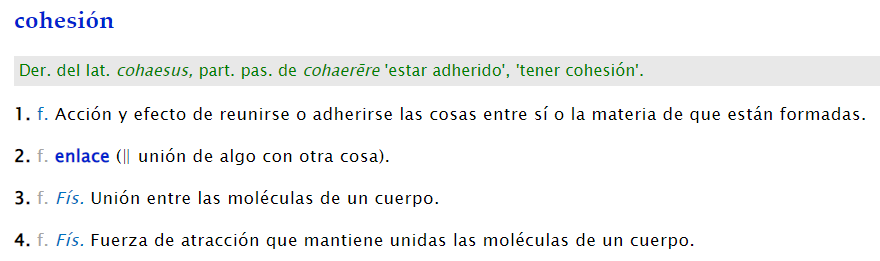 cohesión
Der. del lat. cohaesus, part. pas. de cohaerēre 'estar adherido', 'tener cohesión'.
1. f. Acción y efecto de reunirse o adherirse las cosas entre sí o la materia de que están formadas.
2. f. enlace (‖ unión de algo con otra cosa).
3. f. Fís. Unión entre las moléculas de un cuerpo.
4. f. Fís. Fuerza de atracción que mantiene unidas las moléculas de un cuerpo.